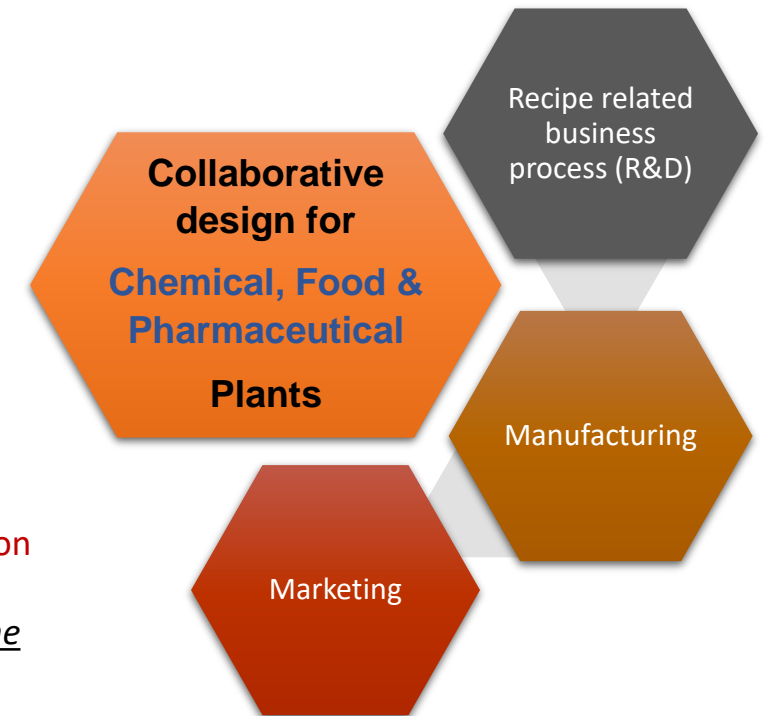 Recipe related
business
process (R&D)
Collaborative
design for
Chemical, Food &
Pharmaceutical
Plants
Manufacturing
Marketing